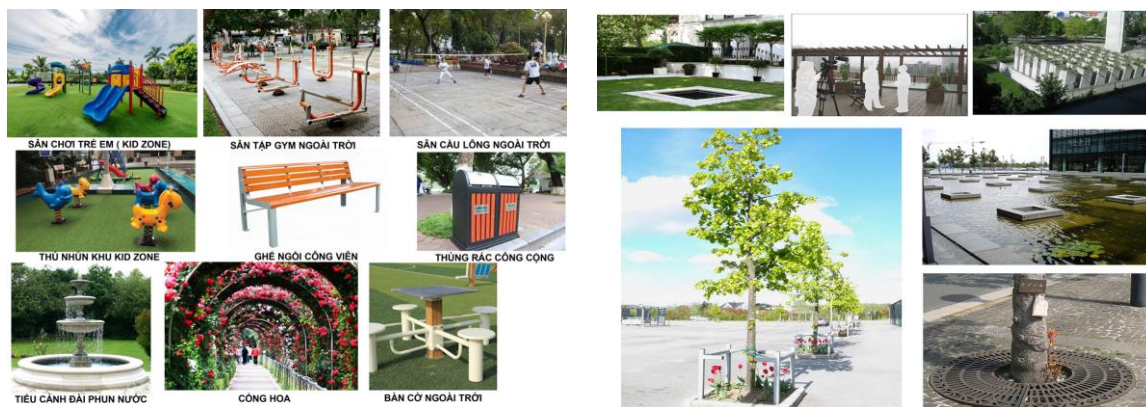 SÂN CHƠI TRẺ EM ( KID ZONE)
SÂN TẬP GYM NGOÀI TRỜI
SÂN CẦU LÔNG NGOÀI TRỜI
THÚ NHÚN KHU KID ZONE
GHẾ NGỒI CÔNG VIÊN
THÙNG RÁC CÔNG CỘNG
TIỂU CẢNH ĐÀI PHUN NƯỚC
CỔNG HOA
BÀN CỜ NGOÀI TRỜI